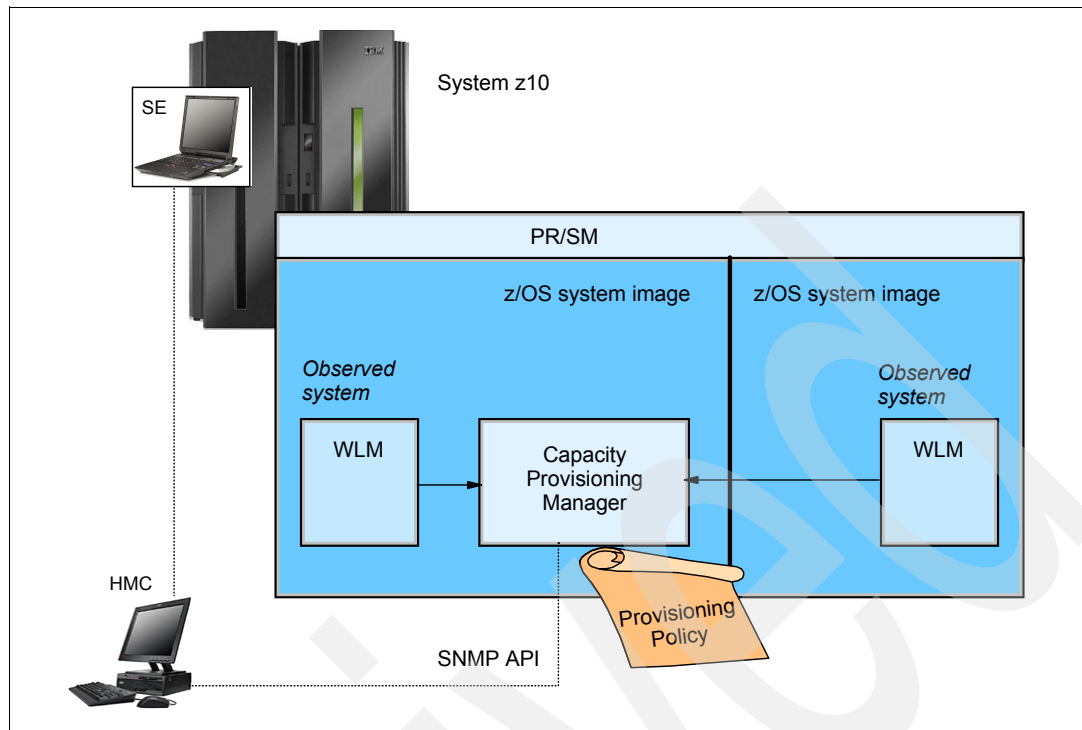 System z10
SE
IBM
PR/SM
z/OS system image
z/OS system image
Observed
system
Observed
system
WLM
Capacity
Provisioning
Manager
WLM
HMC
Provisioning
Policy
SNMP API